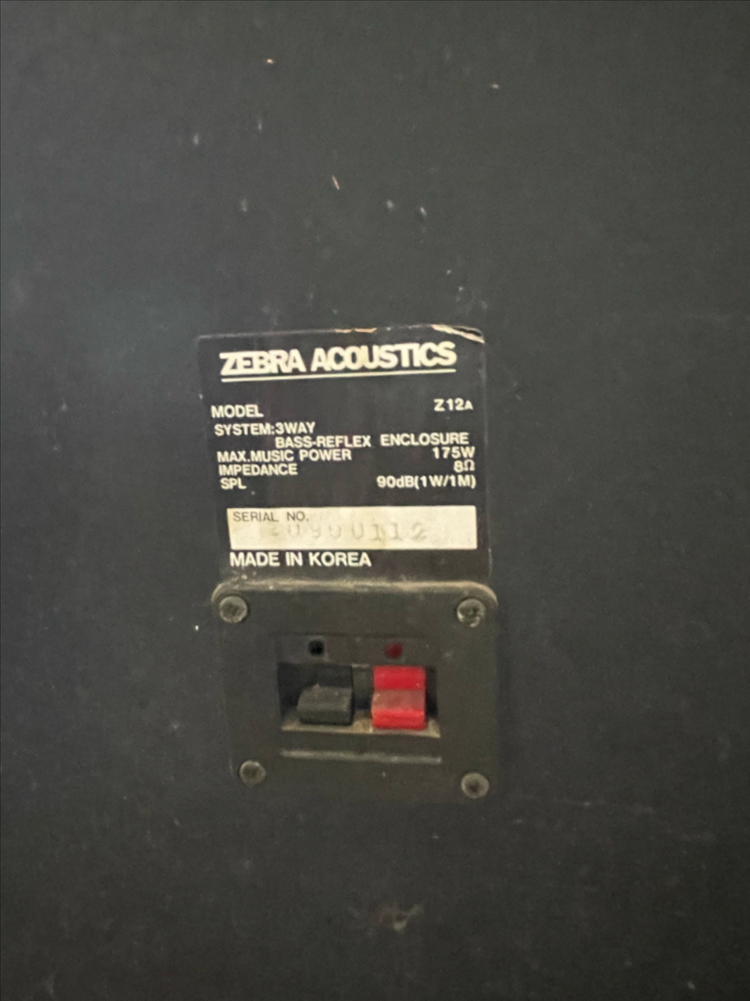 ZEBRA ACOUSTICS
MODEL Z12A
SYSTEM:3WAY
BASS-REFLEX ENCLOSURE
MAX.MUSIC POWER 175W
IMPEDANCE 8Ω
SPL 90dB(1W/1M)
SERIAL NO.
MADE IN KOREA